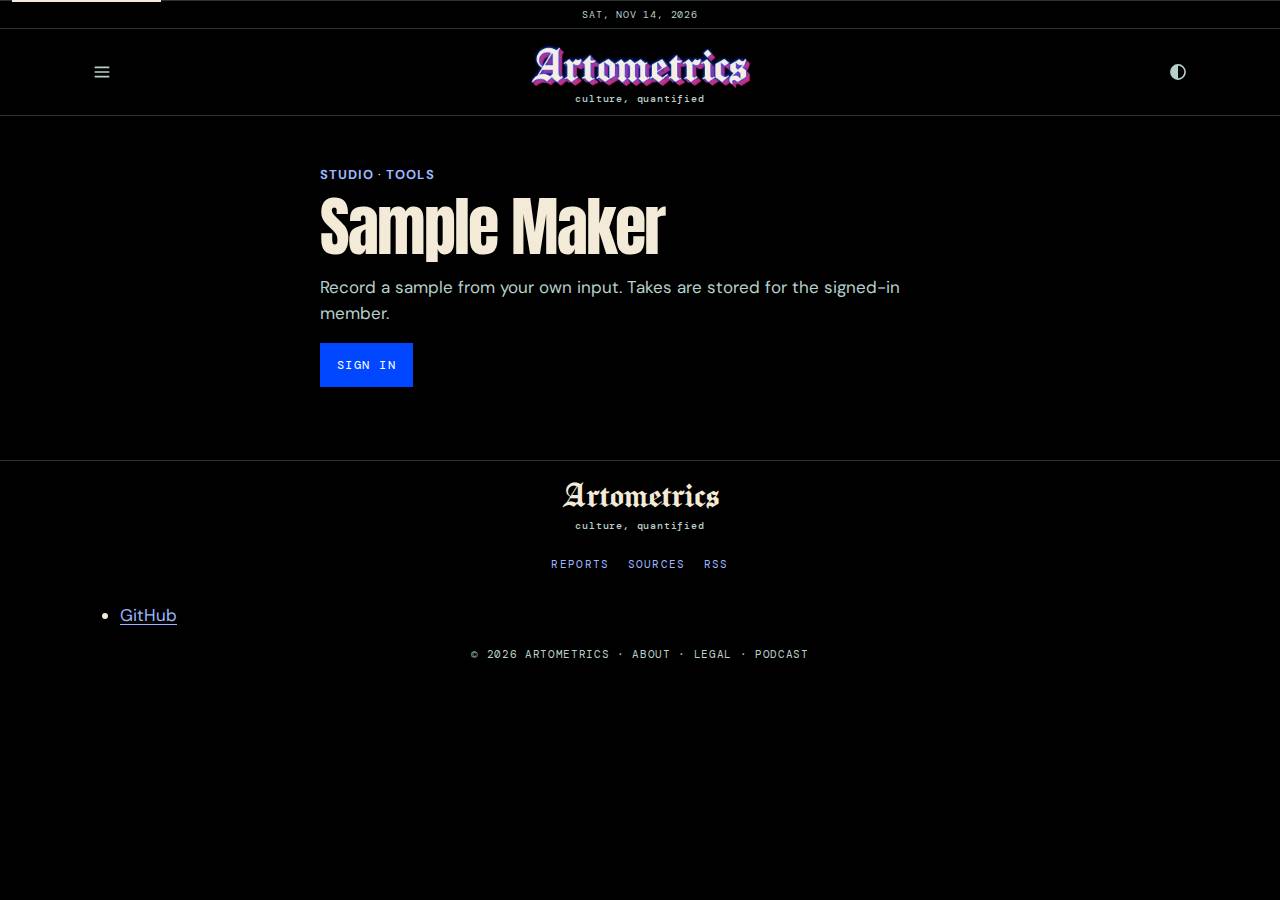 SAT, NOV 14, 2026
Artometrics
culture, quantified
STUDIO · TOOLS
Sample Maker
Record a sample from your own input. Takes are stored for the signed-in
member.
SIGN IN
Artometrics
culture, quantified
REPORTS SOURCES RSS
GitHub
© 2026 ARTOMETRICS · ABOUT · LEGAL · PODCAST